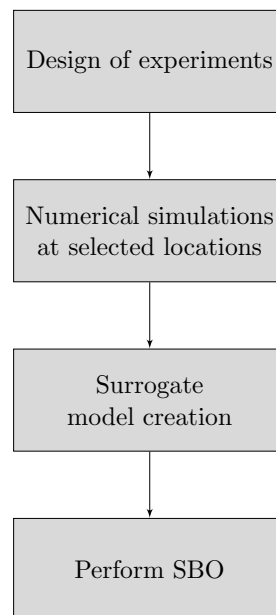 Design of experiments
Numerical simulations
at selected locations
Surrogate
model creation
Perform SBO